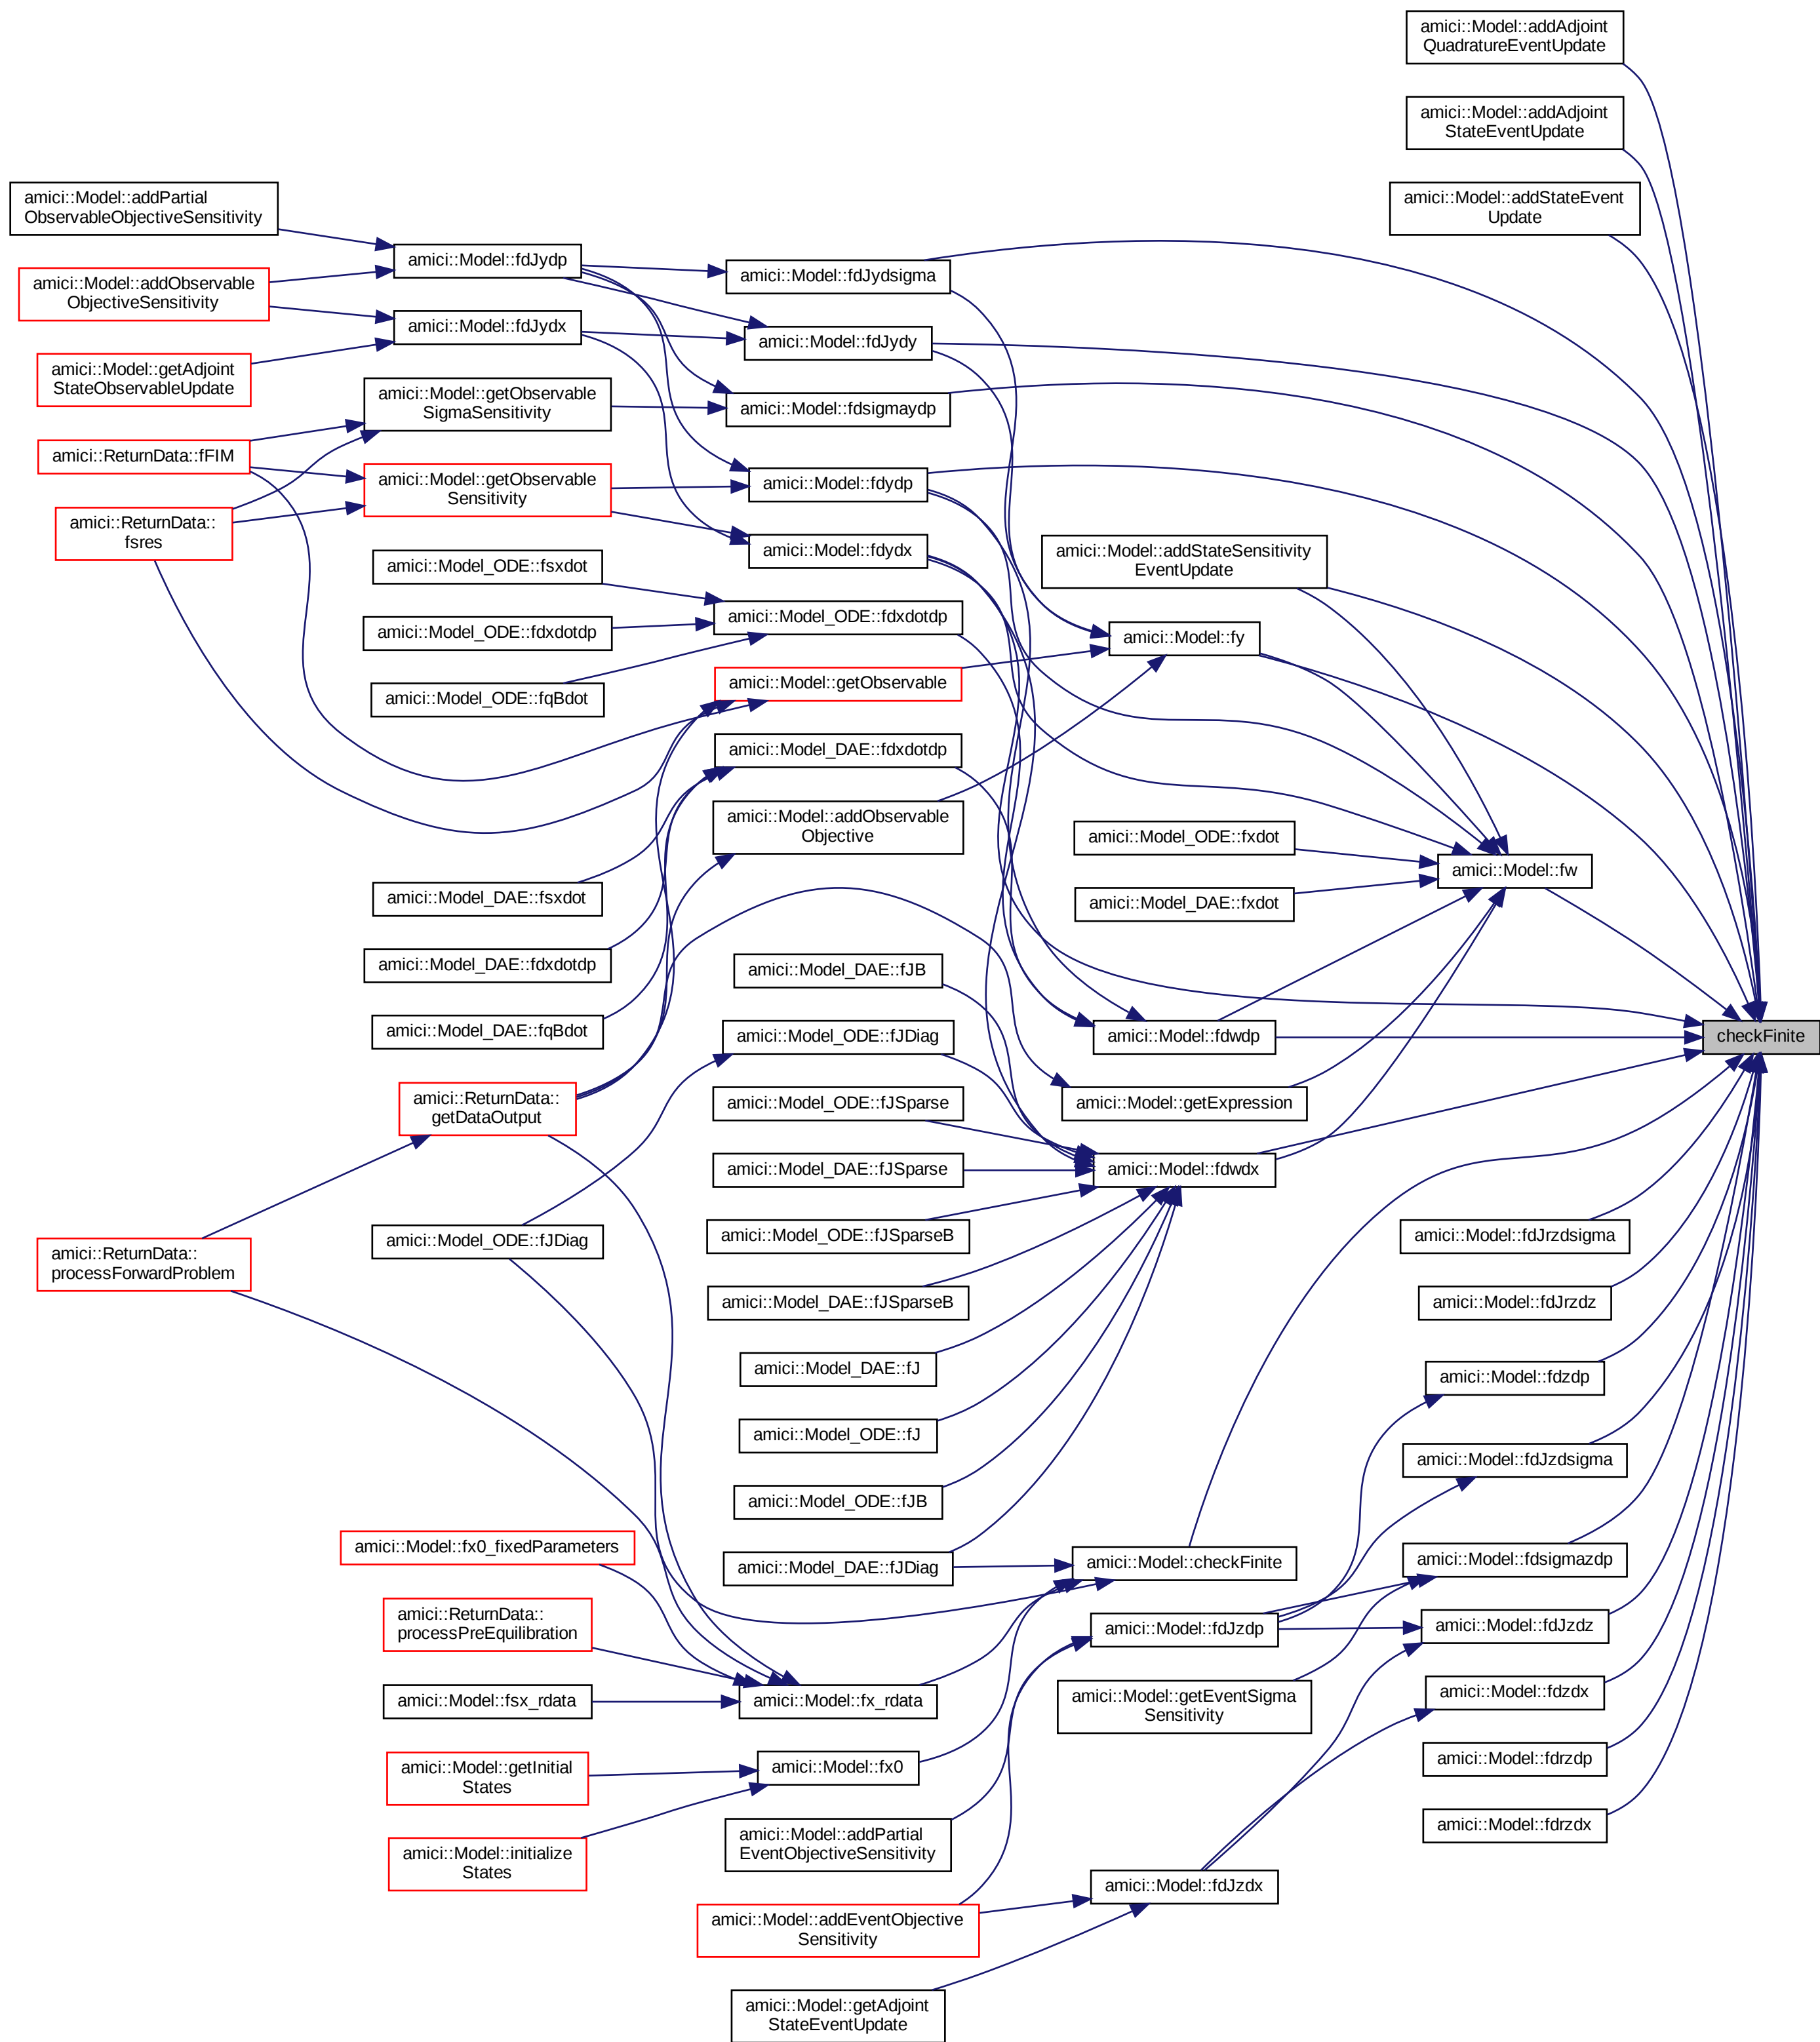 amici::Model::addAdjoint
QuadratureEventUpdate
amici::Model::addAdjoint
StateEventUpdate
amici::Model::addStateEvent
Update
amici::Model::addPartial
ObservableObjectiveSensitivity
amici::Model::fdJydp
amici::Model::fdJydsigma
amici::Model::addObservable
ObjectiveSensitivity
amici::Model::fdJydx
amici::Model::fdJydy
amici::Model::getAdjoint
StateObservableUpdate
amici::Model::getObservable
SigmaSensitivity
amici::Model::fdsigmaydp
amici::ReturnData::fFIM
amici::Model::getObservable
Sensitivity
amici::Model::fdydp
amici::ReturnData::
fsres
amici::Model::fdydx
amici::Model::addStateSensitivity
EventUpdate
amici::Model_ODE::fsxdot
amici::Model_ODE::fdxdotdp
amici::Model_ODE::fdxdotdp
amici::Model::fy
amici::Model_ODE::fqBdot
amici::Model::getObservable
amici::Model_DAE::fdxdotdp
amici::Model::addObservable
Objective
amici::Model_ODE::fxdot
amici::Model::fw
amici::Model_DAE::fsxdot
amici::Model_DAE::fxdot
amici::Model_DAE::fdxdotdp
amici::Model_DAE::fJB
amici::Model_DAE::fqBdot
amici::Model_ODE::fJDiag
amici::Model::fdwdp
checkFinite
amici::ReturnData::
getDataOutput
amici::Model_ODE::fJSparse
amici::Model::getExpression
amici::Model_DAE::fJSparse
amici::Model::fdwdx
amici::Model_ODE::fJDiag
amici::Model_ODE::fJSparseB
amici::Model::fdJrzdsigma
amici::ReturnData::
processForwardProblem
amici::Model_DAE::fJSparseB
amici::Model::fdJrzdz
amici::Model_DAE::fJ
amici::Model::fdzdp
amici::Model_ODE::fJ
amici::Model::fdJzdsigma
amici::Model_ODE::fJB
amici::Model::fx0_fixedParameters
amici::Model_DAE::fJDiag
amici::Model::checkFinite
amici::Model::fdsigmazdp
amici::ReturnData::
processPreEquilibration
amici::Model::fdJzdp
amici::Model::fdJzdz
amici::Model::fsx_rdata
amici::Model::fx_rdata
amici::Model::getEventSigma
Sensitivity
amici::Model::fdzdx
amici::Model::getInitial
States
amici::Model::fx0
amici::Model::fdrzdp
amici::Model::initialize
States
amici::Model::addPartial
EventObjectiveSensitivity
amici::Model::fdrzdx
amici::Model::addEventObjective
Sensitivity
amici::Model::fdJzdx
amici::Model::getAdjoint
StateEventUpdate